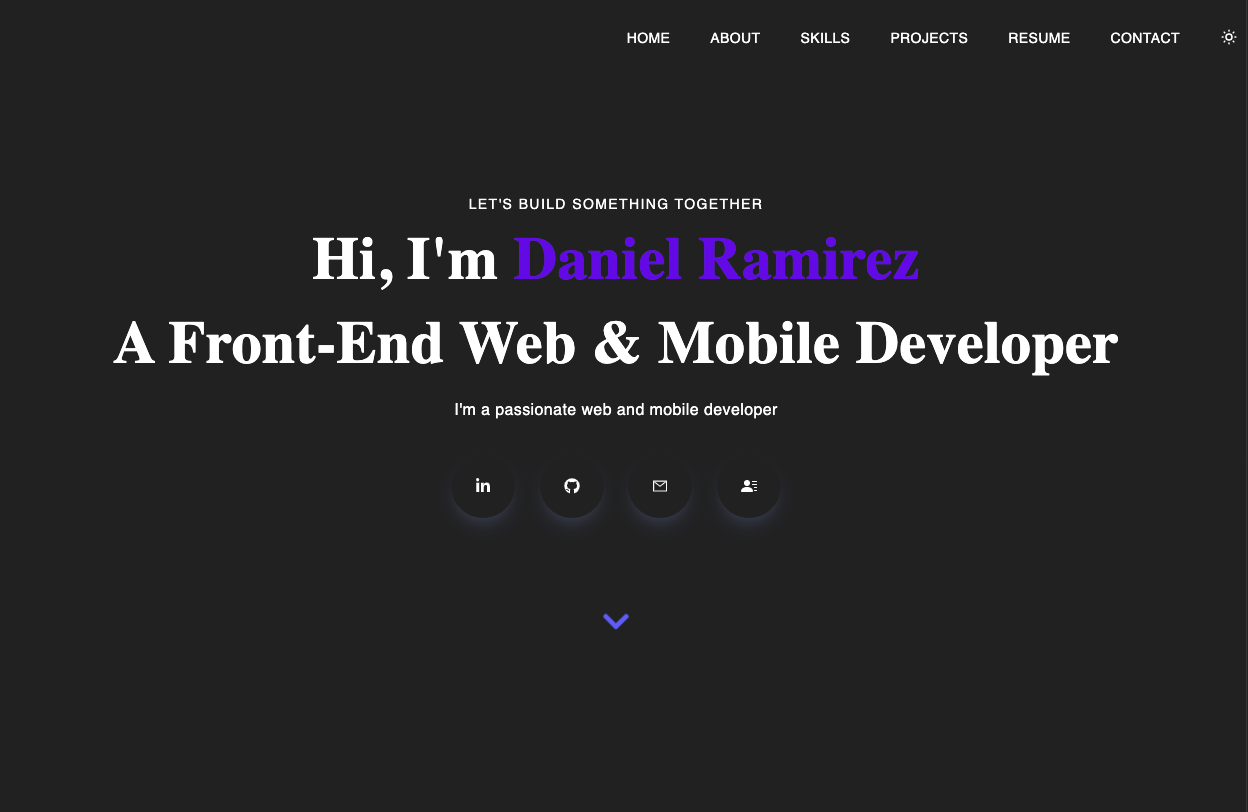 HOME ABOUT SKILLS PROJECTS RESUME CONTACT
LET'S BUILD SOMETHING TOGETHER
Hi, I'm Daniel Ramirez
A Front-End Web & Mobile Developer
I'm a passionate web and mobile developer
in